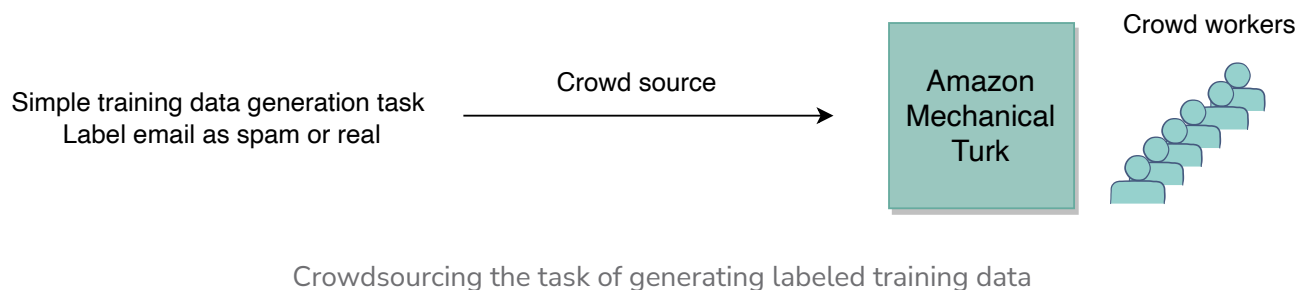 Simple training data generation task
Label email as spam or real
Crowd source
Amazon
Mechanical
Turk
Crowd workers
Crowdsourcing the task of generating labeled training data